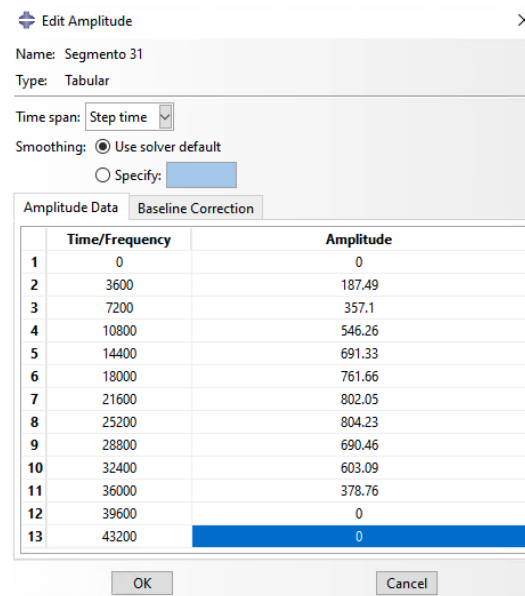 Edit Amplitude
Name: Segmento 31
Type: Tabular
Time span: Step time
Smoothing: Use solver default
Specify:
Amplitude Data Baseline Correction
Time/Frequency Amplitude
1 0 0
2 3600 187.49
3 7200 357.1
4 10800 546.26
5 14400 691.33
6 18000 761.66
7 21600 802.05
8 25200 804.23
9 28800 690.46
10 32400 603.09
11 36000 378.76
12 39600 0
13 43200 0
OK Cancel